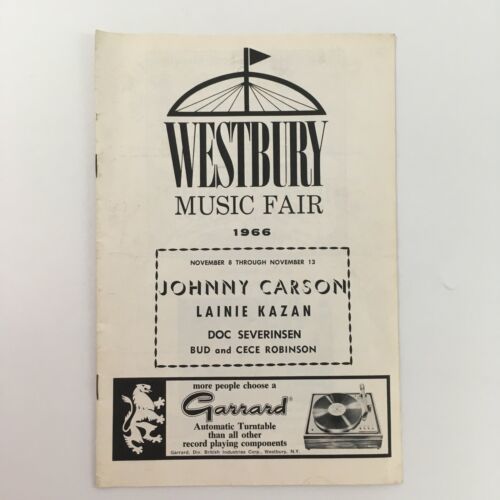 WESTBURY
MUSIC FAIR
1966
NOVEMBER 8 THROUGH NOVEMBER 13
JOHNNY CARSON
LAINIE KAZAN
DOC SEVERINSEN
BUD and CECE ROBINSON
more people choose a
Garrard®
Automatic Turntable
than all other
record playing components
Garrard, Div. British Industries Corp., Westbury, N.Y.